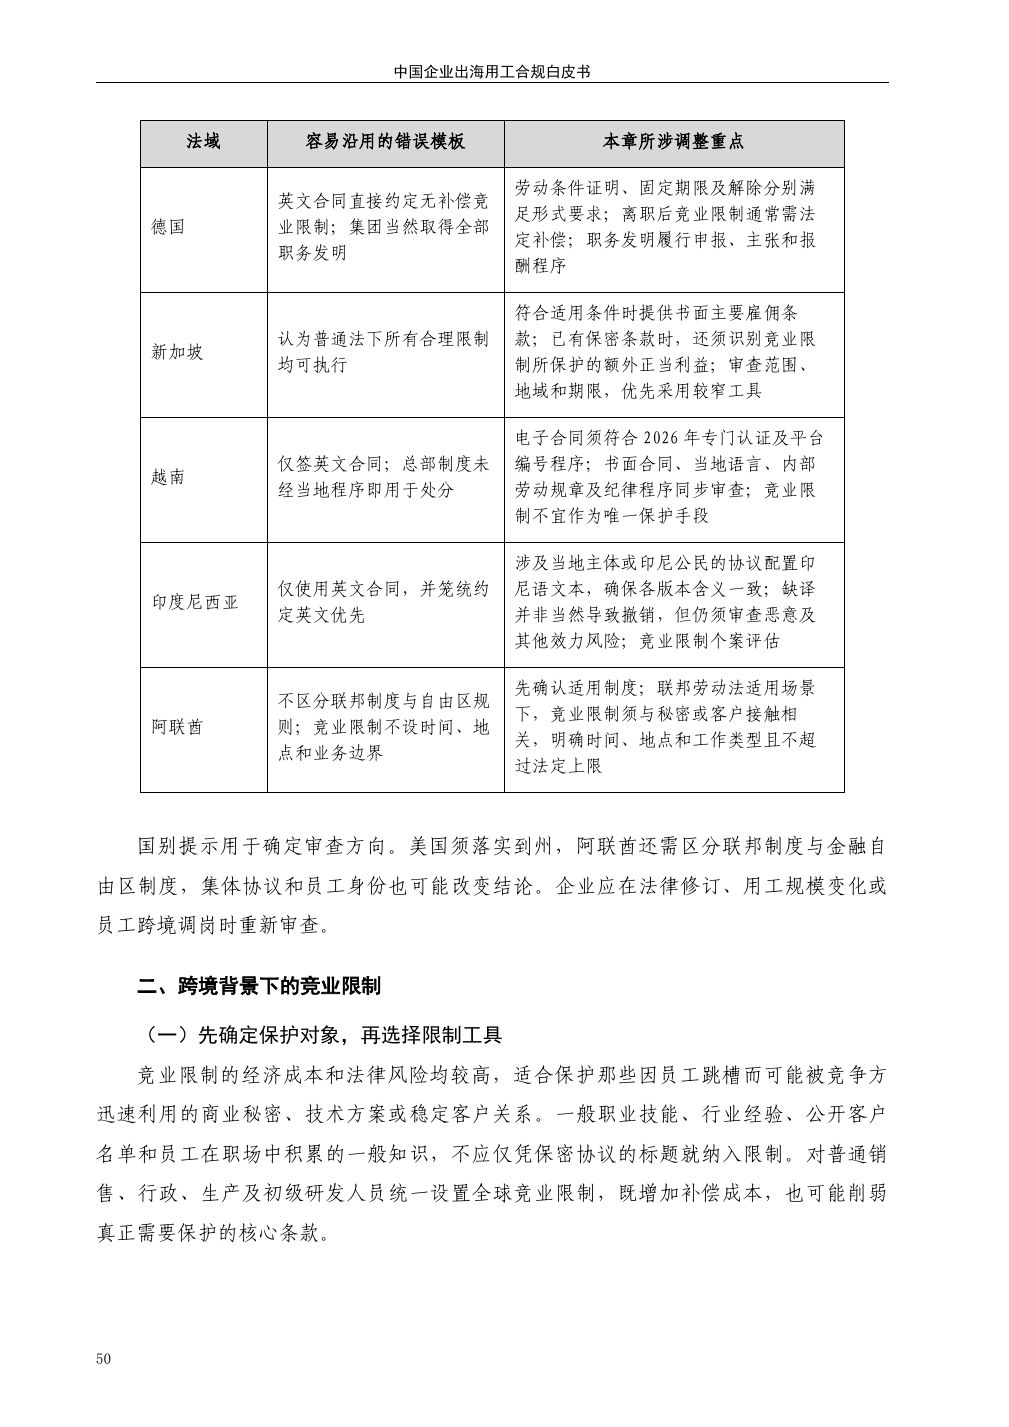 中国企业出海用工合规白皮书
法域
容易沿用的错误模板
本章所涉调整重点
德国
英文合同直接约定无补偿竞
业限制；集团当然取得全部
职务发明
劳动条件证明、固定期限及解除分别满
足形式要求；离职后竞业限制通常需法
定补偿；职务发明履行申报、主张和报
酬程序
新加坡
认为普通法下所有合理限制
均可执行
符合适用条件时提供书面主要雇佣条
款；已有保密条款时，还须识别竞业限
制所保护的额外正当利益；审查范围、
地域和期限，优先采用较窄工具
越南
仅签英文合同；总部制度未
经当地程序即用于处分
电子合同须符合 2026 年专门认证及平台
编号程序；书面合同、当地语言、内部
劳动规章及纪律程序同步审查；竞业限
制不宜作为唯一保护手段
印度尼西亚
仅使用英文合同，并笼统约
定英文优先
涉及当地主体或印尼公民的协议配置印
尼语文本，确保各版本含义一致；缺译
并非当然导致撤销，但仍须审查恶意及
其他效力风险；竞业限制个案评估
阿联酋
不区分联邦制度与自由区规
则；竞业限制不设时间、地
点和业务边界
先确认适用制度；联邦劳动法适用场景
下，竞业限制须与秘密或客户接触相
关，明确时间、地点和工作类型且不超
过法定上限
国别提示用于确定审查方向。美国须落实到州，阿联酋还需区分联邦制度与金融自
由区制度，集体协议和员工身份也可能改变结论。企业应在法律修订、用工规模变化或
员工跨境调岗时重新审查。
二、跨境背景下的竞业限制
（一）先确定保护对象，再选择限制工具
竞业限制的经济成本和法律风险均较高，适合保护那些因员工跳槽而可能被竞争方
迅速利用的商业秘密、技术方案或稳定客户关系。一般职业技能、行业经验、公开客户
名单和员工在职场中积累的一般知识，不应仅凭保密协议的标题就纳入限制。对普通销
售、行政、生产及初级研发人员统一设置全球竞业限制，既增加补偿成本，也可能削弱
真正需要保护的核心条款。
50